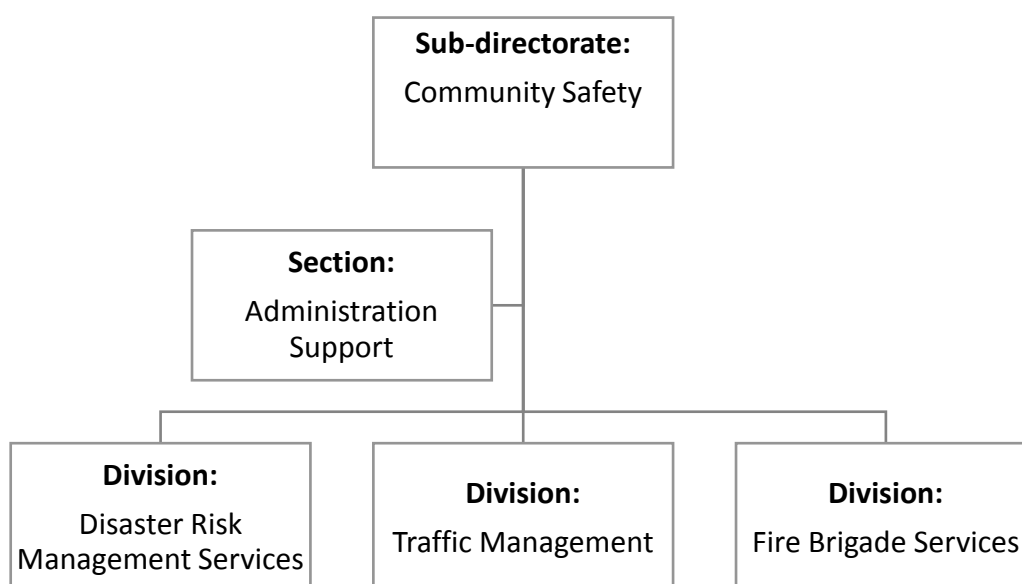 Sub-directorate:
Community Safety
Section:
Administration
Support
Division:
Disaster Risk
Management Services
Division:
Traffic Management
Division:
Fire Brigade Services